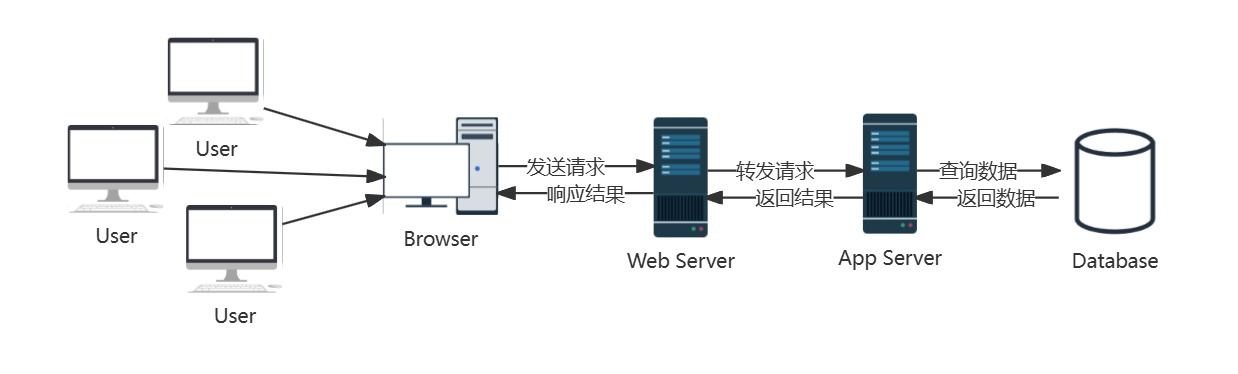 User
User
User
Browser
发送请求
响应结果
Web Server
转发请求
返回结果
App Server
查询数据
返回数据
Database